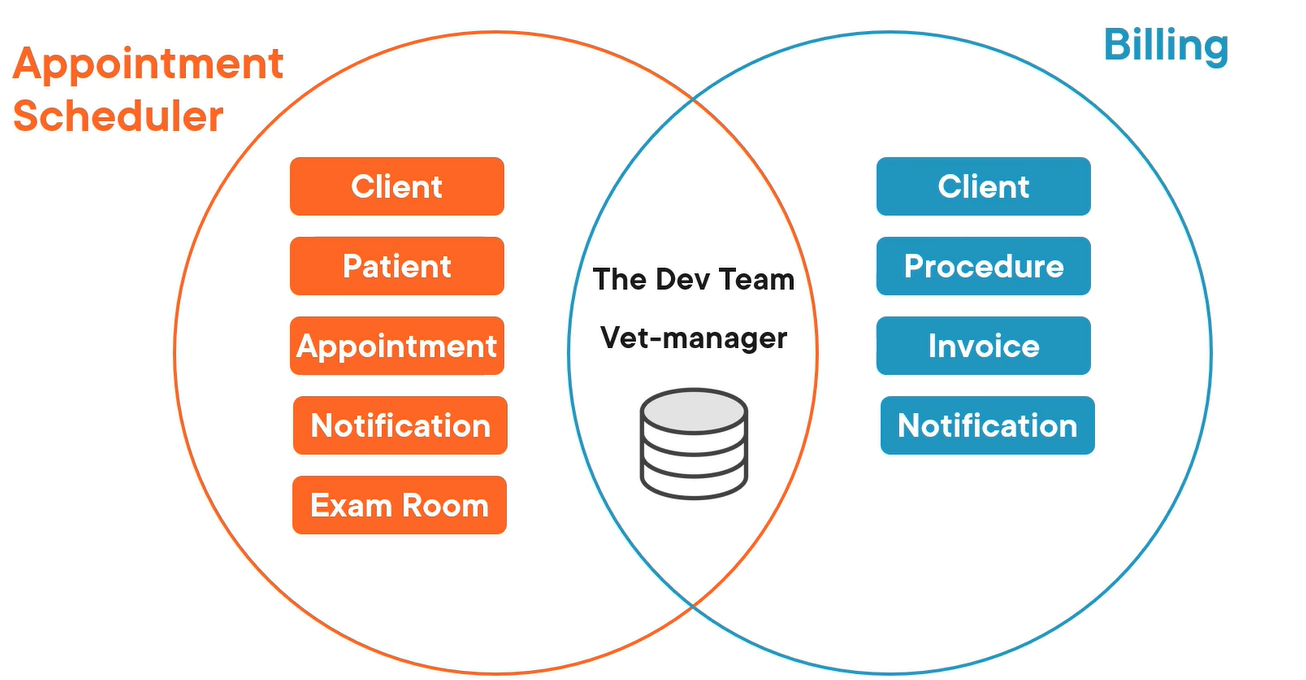 Appointment
Scheduler
Client
Patient
Appointment
Notification
Exam Room
The Dev Team
Vet-manager
Billing
Client
Procedure
Invoice
Notification